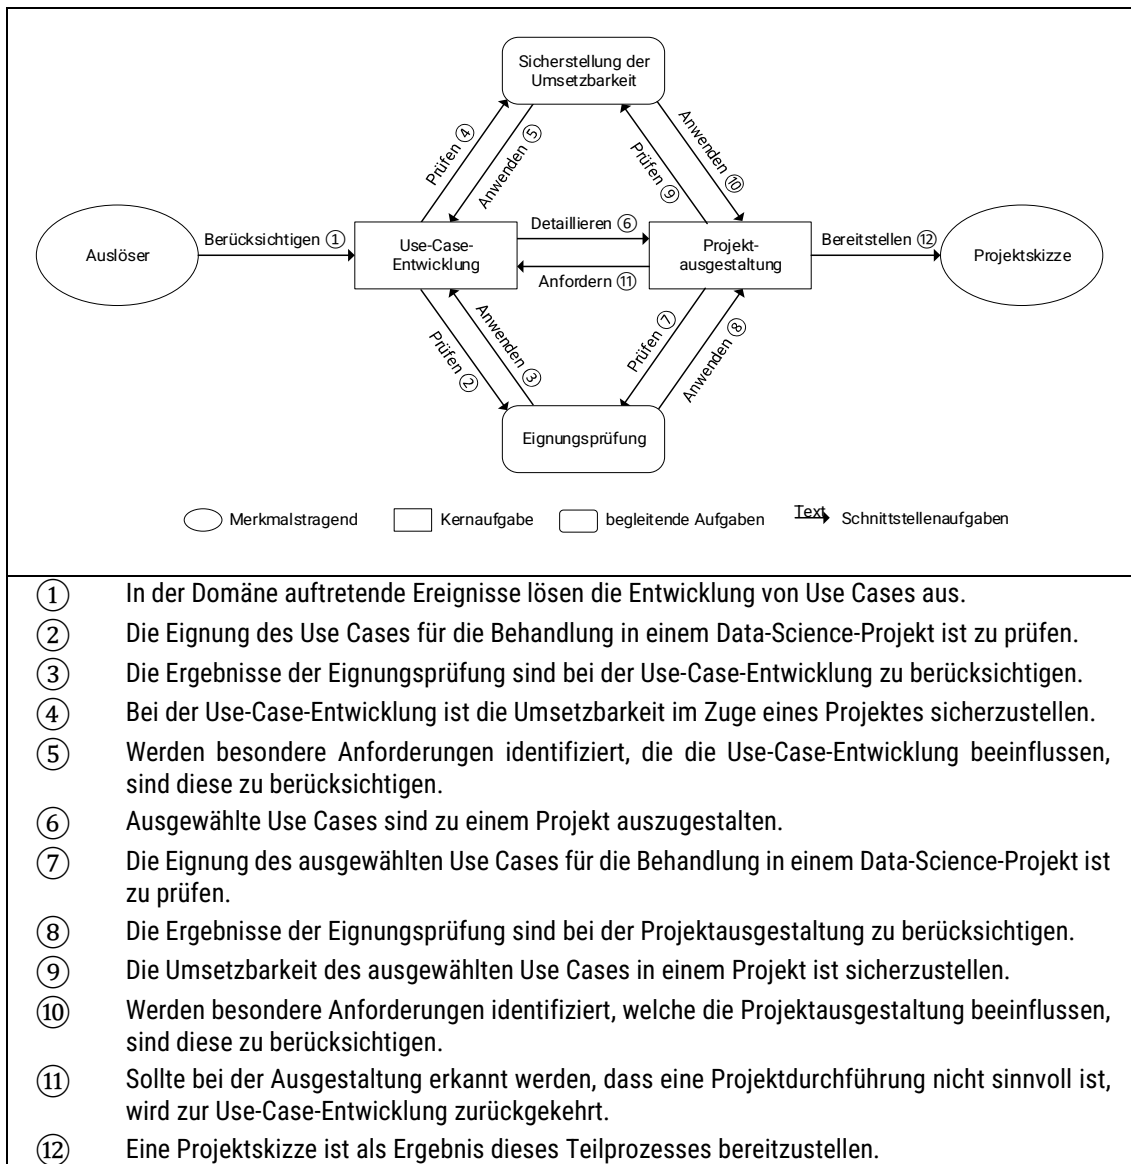 Sicherstellung der
Umsetzbarkeit
Prüfen ④
Anwenden ⑤
Prüfen ⑨
Anwenden ⑩
Auslöser
Berücksichtigen ①
Use-Case-
Entwicklung
Detaillieren ⑥
Anfordern ⑪
Projekt-
ausgestaltung
Bereitstellen ⑫
Projektskizze
Prüfen ②
Anwenden ③
Prüfen ⑦
Anwenden ⑧
Eignungsprüfung
Merkmalstragend
Kernaufgabe
begleitende Aufgaben
Text
Schnittstellenaufgaben
① In der Domäne auftretende Ereignisse lösen die Entwicklung von Use Cases aus.
② Die Eignung des Use Cases für die Behandlung in einem Data-Science-Projekt ist zu prüfen.
③ Die Ergebnisse der Eignungsprüfung sind bei der Use-Case-Entwicklung zu berücksichtigen.
④ Bei der Use-Case-Entwicklung ist die Umsetzbarkeit im Zuge eines Projektes sicherzustellen.
⑤ Werden besondere Anforderungen identifiziert, die die Use-Case-Entwicklung beeinflussen,
sind diese zu berücksichtigen.
⑥ Ausgewählte Use Cases sind zu einem Projekt auszugestalten.
⑦ Die Eignung des ausgewählten Use Cases für die Behandlung in einem Data-Science-Projekt ist
zu prüfen.
⑧ Die Ergebnisse der Eignungsprüfung sind bei der Projektausgestaltung zu berücksichtigen.
⑨ Die Umsetzbarkeit des ausgewählten Use Cases in einem Projekt ist sicherzustellen.
⑩ Werden besondere Anforderungen identifiziert, welche die Projektausgestaltung beeinflussen,
sind diese zu berücksichtigen.
⑪ Sollte bei der Ausgestaltung erkannt werden, dass eine Projektdurchführung nicht sinnvoll ist,
wird zur Use-Case-Entwicklung zurückgekehrt.
⑫ Eine Projektskizze ist als Ergebnis dieses Teilprozesses bereitzustellen.